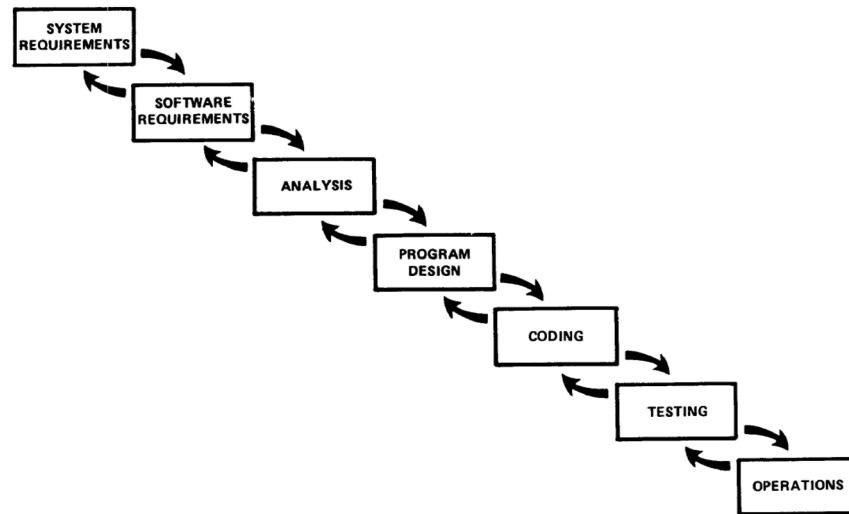 SYSTEM
REQUIREMENTS
SOFTWARE
REQUIREMENTS
ANALYSIS
PROGRAM
DESIGN
CODING
TESTING
OPERATIONS